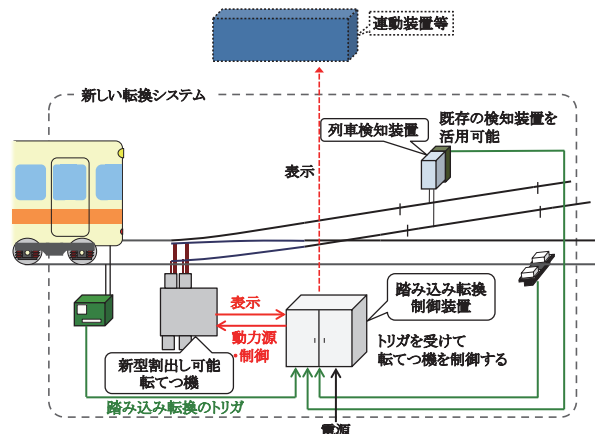 連動装置等
新しい転換システム
列車検知装置
既存の検知装置を
活用可能
表示
踏み込み転換
制御装置
表示
動力源
・制御
トリガを受けて
転てつ機を制御する
新型割出し可能
転てつ機
踏み込み転換のトリガ
電源